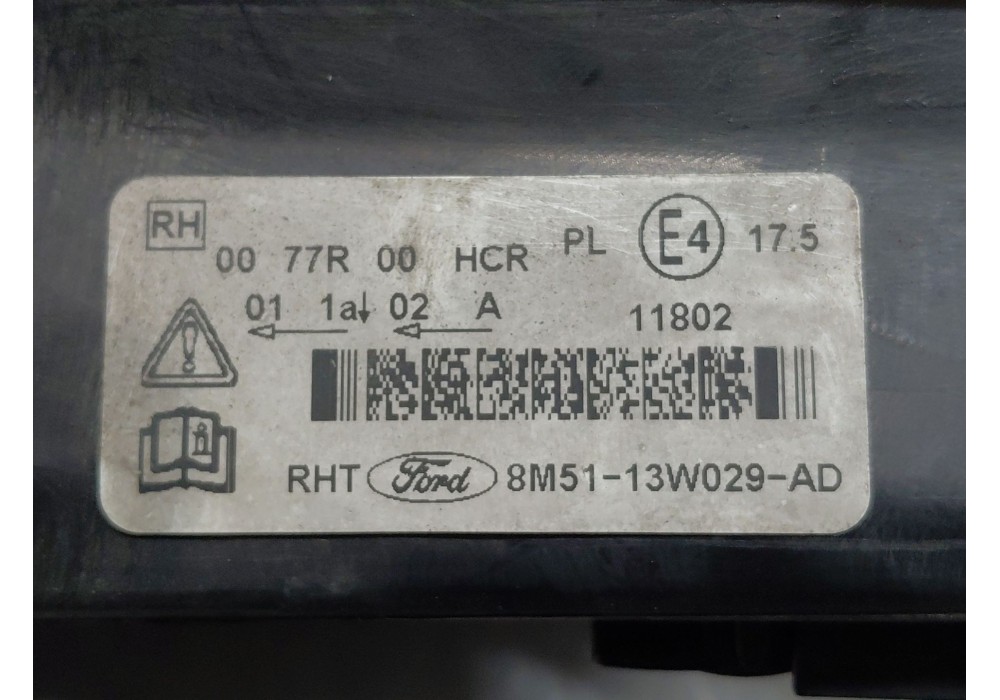 RH
00 77R 00 HCR PL E4 17.5
01 1a↓ 02 A 11802
RHT Ford 8M51-13W029-AD